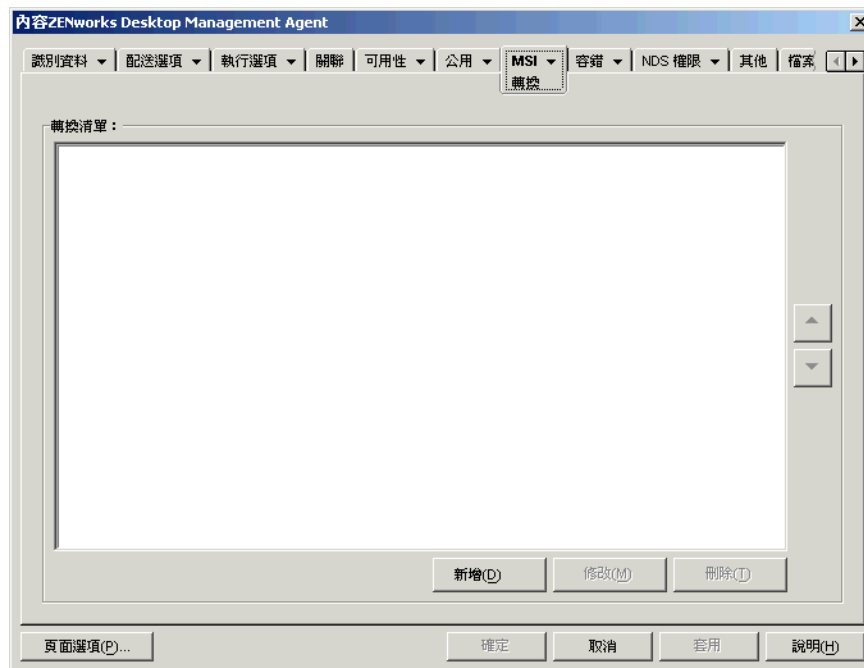 內容ZENworks Desktop Management Agent
識別資料 配送選項 執行選項 關聯 可用性 公用 MSI 容錯 NDS 權限 其他 檔案
轉換
轉換清單：
新增(D) 修改(M) 刪除(T)
頁面選項(P)... 確定 取消 套用 說明(H)